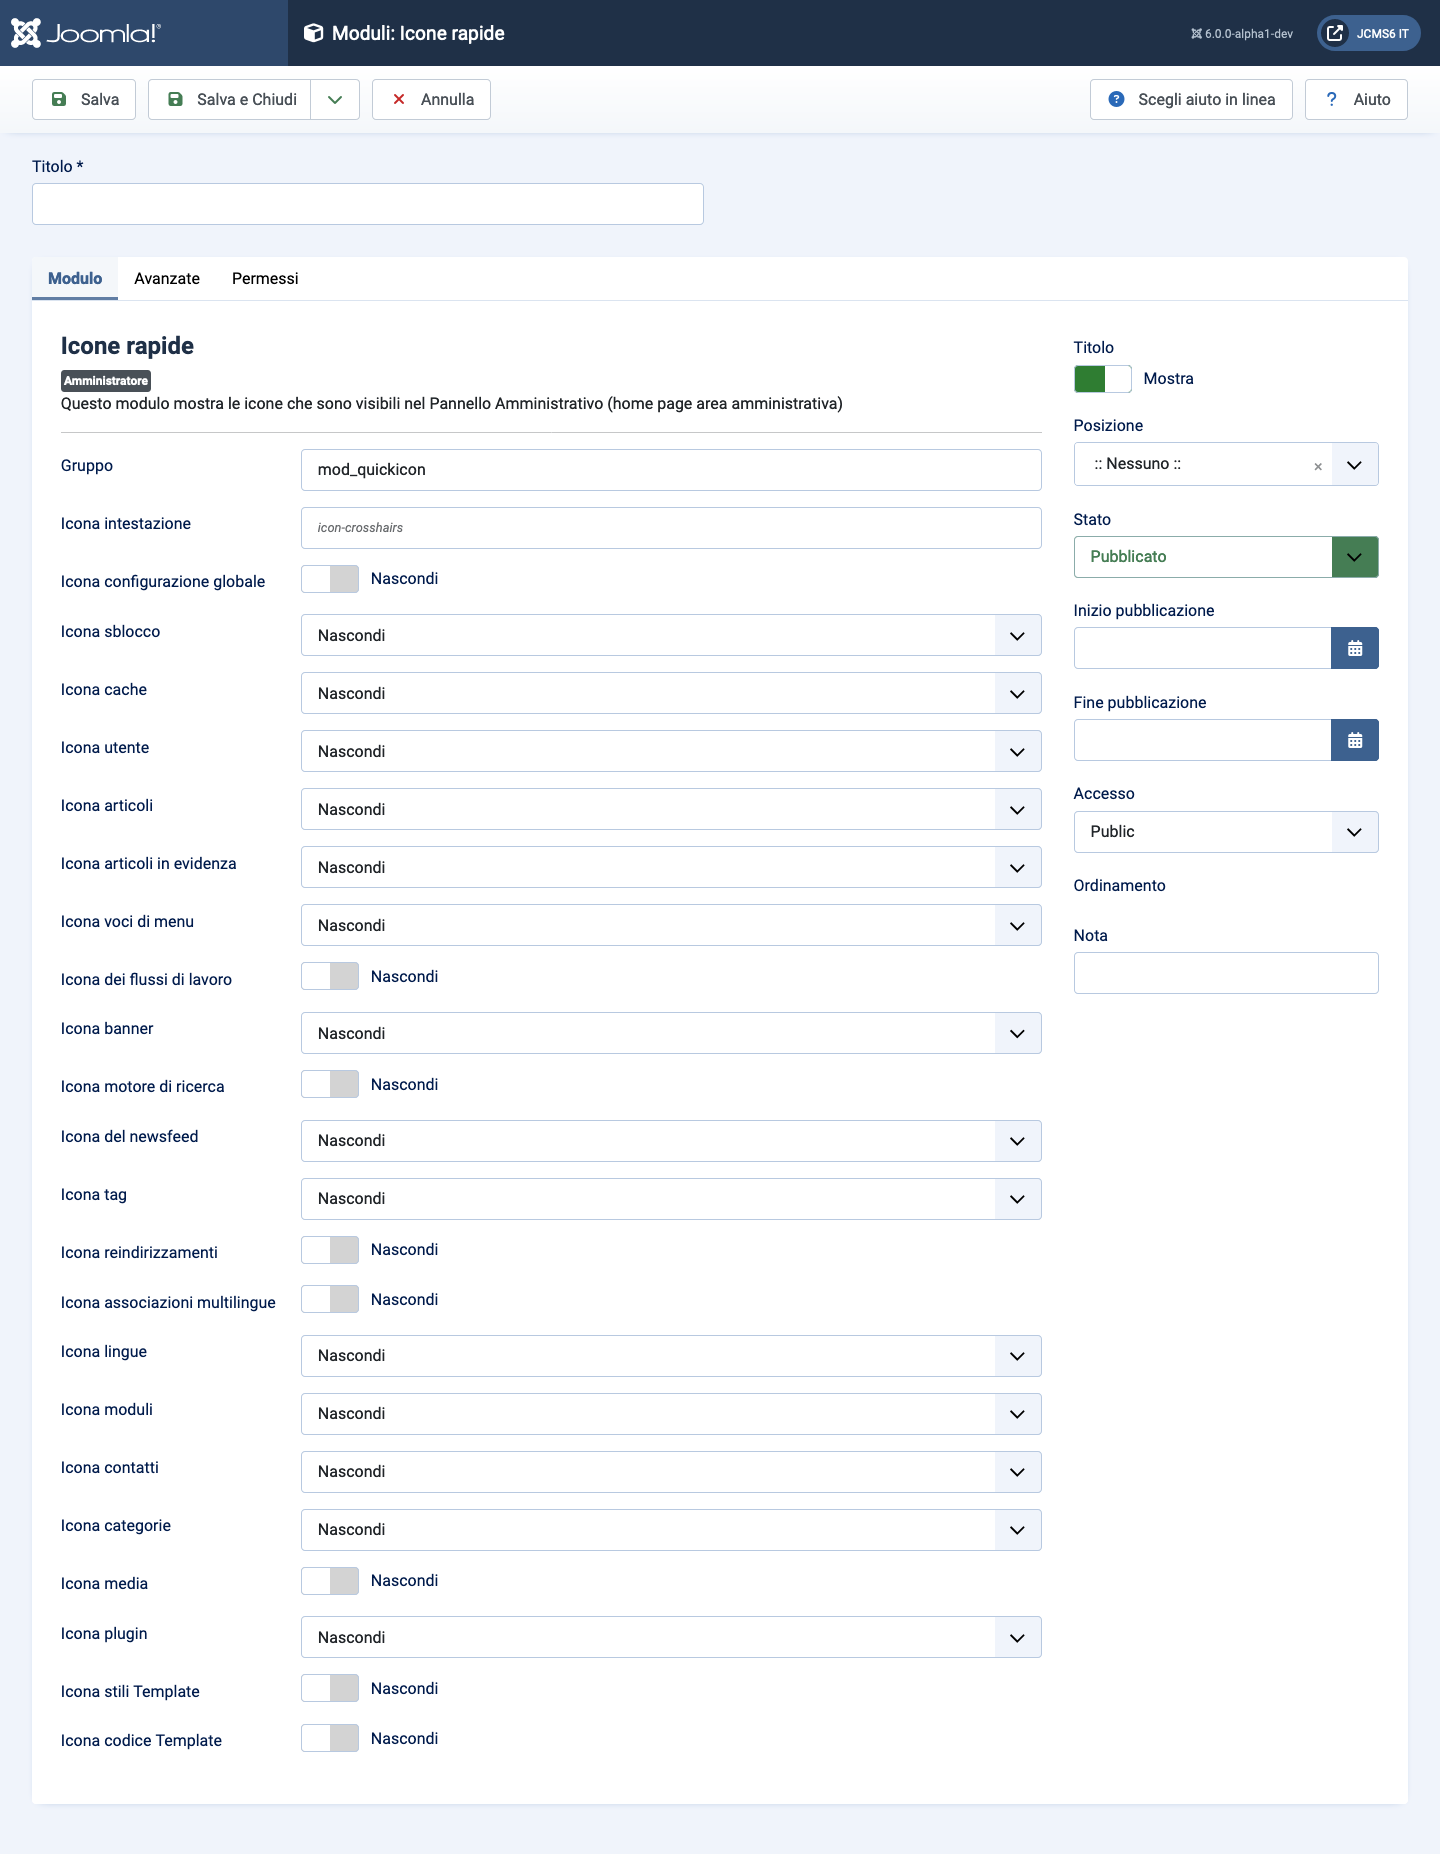 Joomla!®
Moduli: Icone rapide
6.0.0-alpha1-dev
JCMS6 IT
Salva
Salva e Chiudi
Annulla
Scegli aiuto in linea
? Aiuto
Titolo *
Modulo
Avanzate
Permessi
Icone rapide
Amministratore
Questo modulo mostra le icone che sono visibili nel Pannello Amministrativo (home page area amministrativa)
Gruppo
mod_quickicon
Icona intestazione
icon-crosshairs
Icona configurazione globale
Nascondi
Icona sblocco
Nascondi
Icona cache
Nascondi
Icona utente
Nascondi
Icona articoli
Nascondi
Icona articoli in evidenza
Nascondi
Icona voci di menu
Nascondi
Icona dei flussi di lavoro
Nascondi
Icona banner
Nascondi
Icona motore di ricerca
Nascondi
Icona del newsfeed
Nascondi
Icona tag
Nascondi
Icona reindirizzamenti
Nascondi
Icona associazioni multilingue
Nascondi
Icona lingue
Nascondi
Icona moduli
Nascondi
Icona contatti
Nascondi
Icona categorie
Nascondi
Icona media
Nascondi
Icona plugin
Nascondi
Icona stili Template
Nascondi
Icona codice Template
Nascondi
Titolo
Mostra
Posizione
:: Nessuno ::
Stato
Pubblicato
Inizio pubblicazione
Fine pubblicazione
Accesso
Public
Ordinamento
Nota